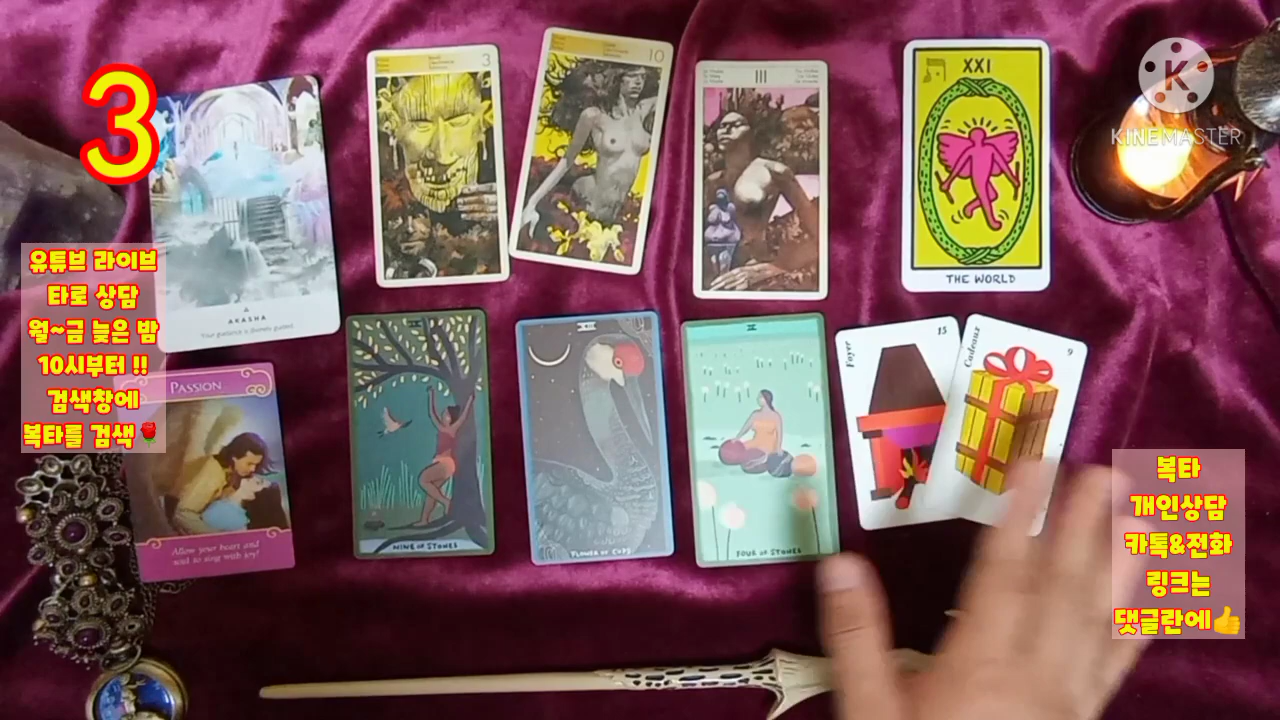 3
유튜브 라이브
타로 상담
월~금 늦은 밤
10시부터 !!
검색창에
복타를 검색🌹
AKASHA
PASSION
Allow your heart and
soul to sing with joy!
3
10
III
XXI
THE WORLD
KINEMASTER
NINE OF STONES
FLOWER OF CUPS
FOUR OF STONES
Foyer
15
Cadeaux
9
복타
개인상담
카톡&전화
링크는
댓글란에👍